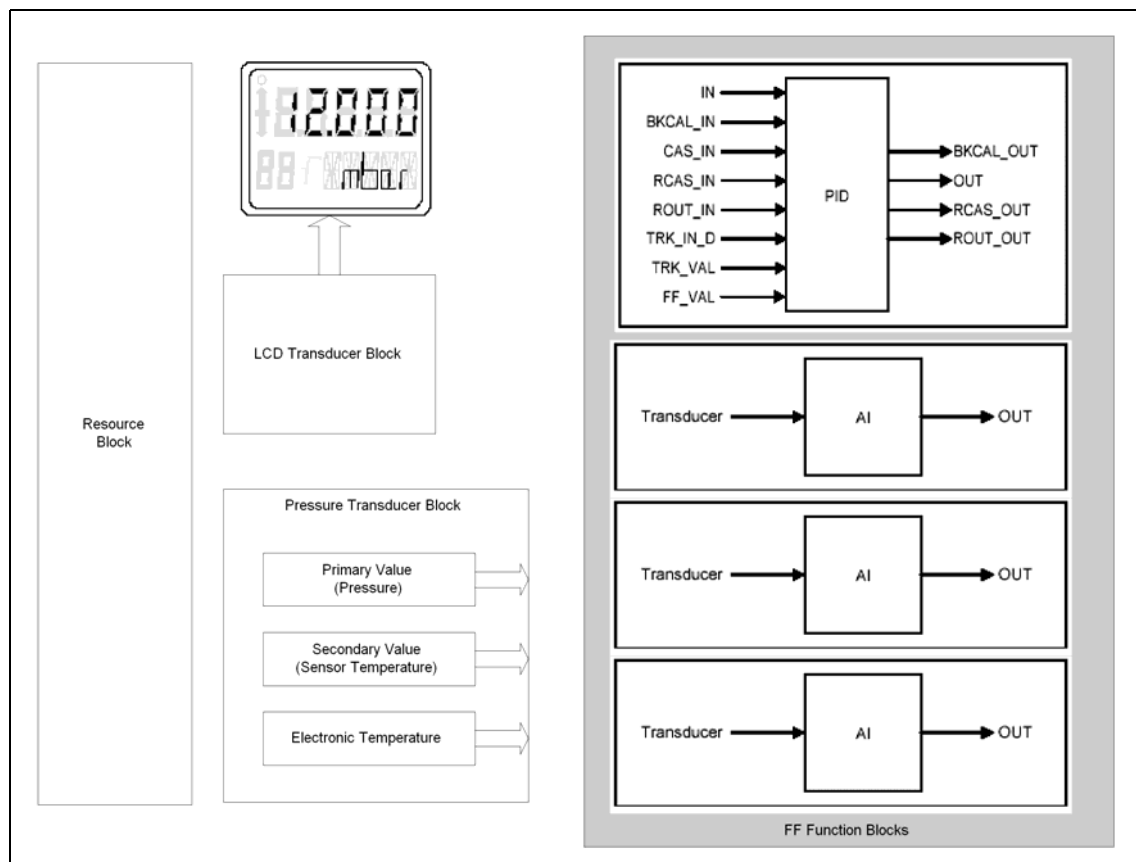 Resource
Block
12.000
mbar
LCD Transducer Block
Pressure Transducer Block
Primary Value
(Pressure)
Secondary Value
(Sensor Temperature)
Electronic Temperature
IN
BKCAL_IN
CAS_IN
RCAS_IN
ROUT_IN
TRK_IN_D
TRK_VAL
FF_VAL
PID
BKCAL_OUT
OUT
RCAS_OUT
ROUT_OUT
Transducer AI OUT
Transducer AI OUT
Transducer AI OUT
FF Function Blocks